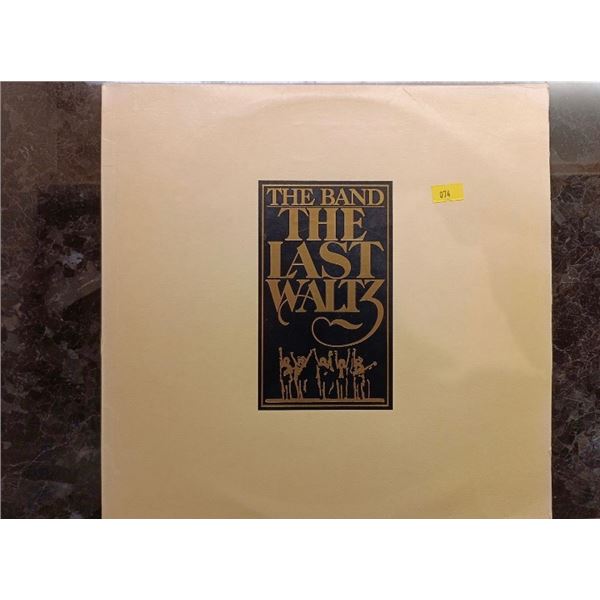 THE BAND
THE
LAST
WALTZ
074